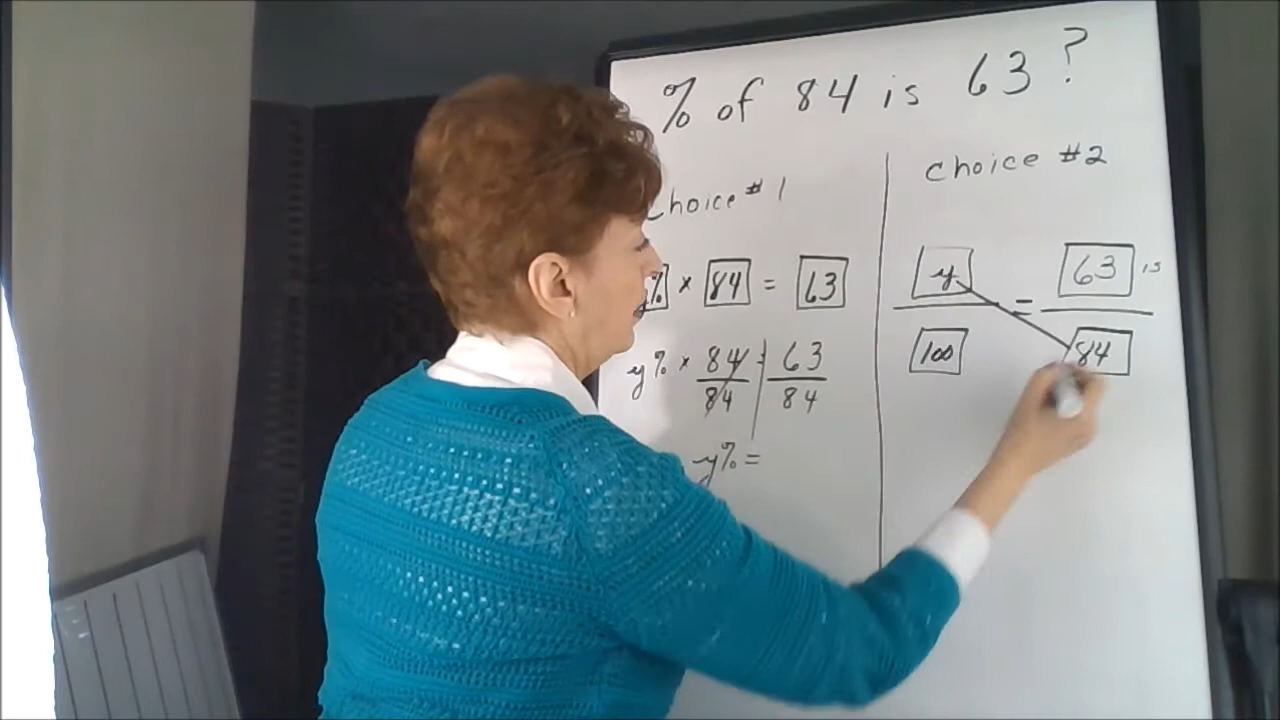 % of 84 is 63?
Choice #1
% × 84 = 63
y% × 84/84 = 63/84
y% =
Choice #2
y/100 = 63/84 is